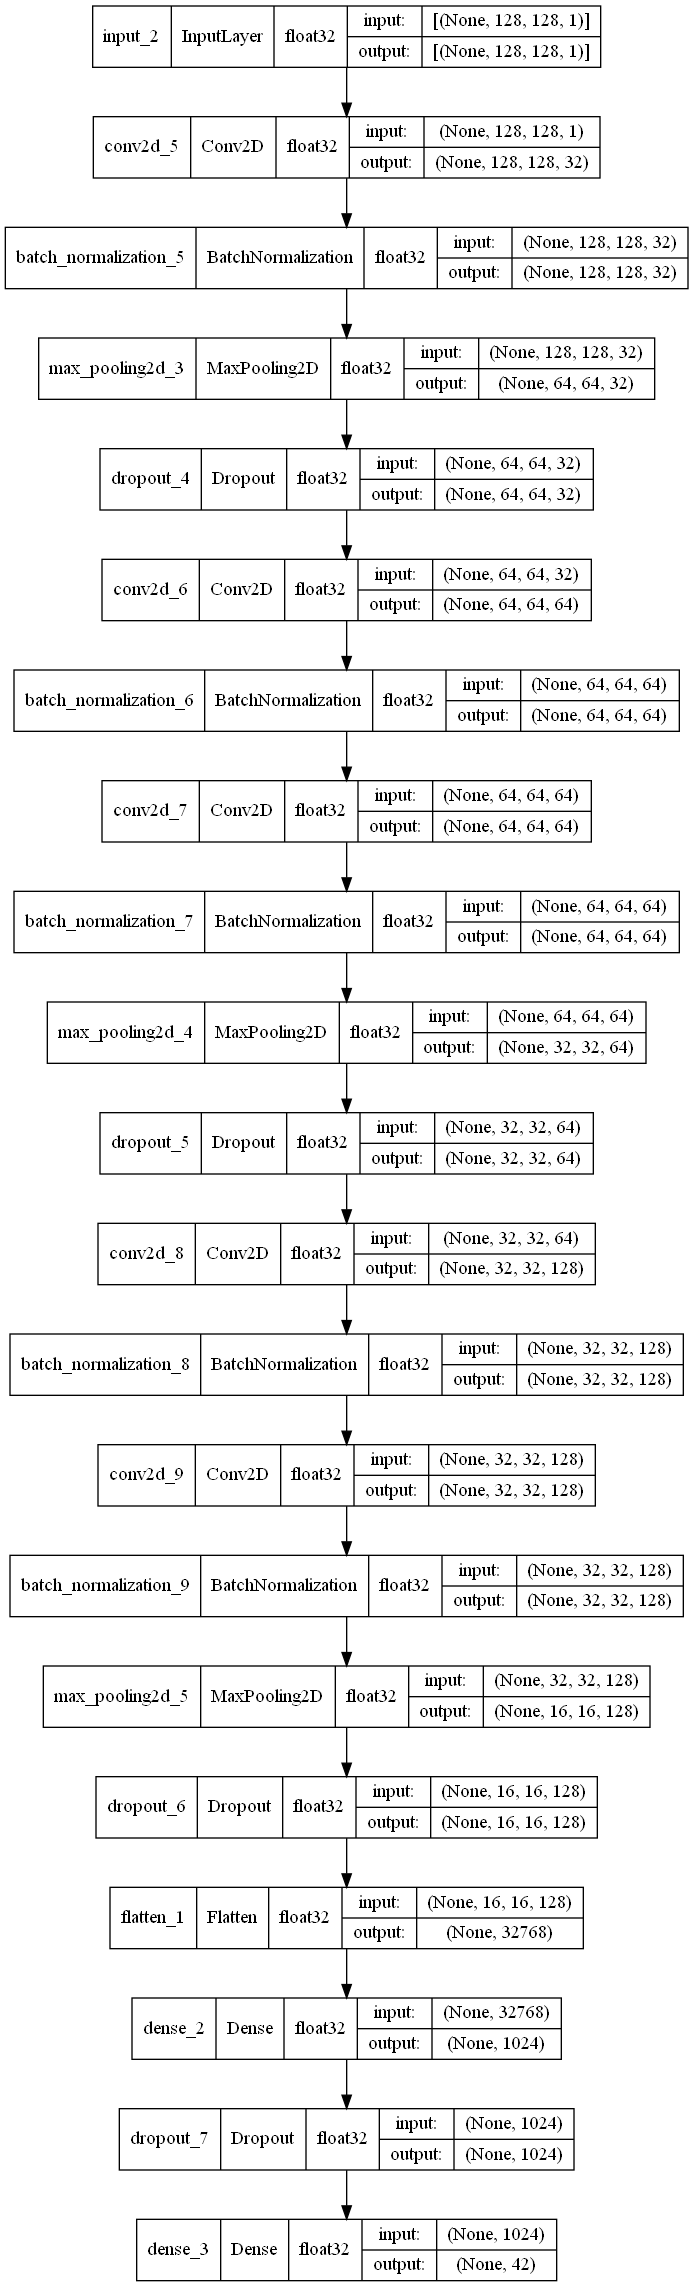 input_2 InputLayer float32 input: [(None, 128, 128, 1)]
output: [(None, 128, 128, 1)]
conv2d_5 Conv2D float32 input: (None, 128, 128, 1)
output: (None, 128, 128, 32)
batch_normalization_5 BatchNormalization float32 input: (None, 128, 128, 32)
output: (None, 128, 128, 32)
max_pooling2d_3 MaxPooling2D float32 input: (None, 128, 128, 32)
output: (None, 64, 64, 32)
dropout_4 Dropout float32 input: (None, 64, 64, 32)
output: (None, 64, 64, 32)
conv2d_6 Conv2D float32 input: (None, 64, 64, 32)
output: (None, 64, 64, 64)
batch_normalization_6 BatchNormalization float32 input: (None, 64, 64, 64)
output: (None, 64, 64, 64)
conv2d_7 Conv2D float32 input: (None, 64, 64, 64)
output: (None, 64, 64, 64)
batch_normalization_7 BatchNormalization float32 input: (None, 64, 64, 64)
output: (None, 64, 64, 64)
max_pooling2d_4 MaxPooling2D float32 input: (None, 64, 64, 64)
output: (None, 32, 32, 64)
dropout_5 Dropout float32 input: (None, 32, 32, 64)
output: (None, 32, 32, 64)
conv2d_8 Conv2D float32 input: (None, 32, 32, 64)
output: (None, 32, 32, 128)
batch_normalization_8 BatchNormalization float32 input: (None, 32, 32, 128)
output: (None, 32, 32, 128)
conv2d_9 Conv2D float32 input: (None, 32, 32, 128)
output: (None, 32, 32, 128)
batch_normalization_9 BatchNormalization float32 input: (None, 32, 32, 128)
output: (None, 32, 32, 128)
max_pooling2d_5 MaxPooling2D float32 input: (None, 32, 32, 128)
output: (None, 16, 16, 128)
dropout_6 Dropout float32 input: (None, 16, 16, 128)
output: (None, 16, 16, 128)
flatten_1 Flatten float32 input: (None, 16, 16, 128)
output: (None, 32768)
dense_2 Dense float32 input: (None, 32768)
output: (None, 1024)
dropout_7 Dropout float32 input: (None, 1024)
output: (None, 1024)
dense_3 Dense float32 input: (None, 1024)
output: (None, 42)